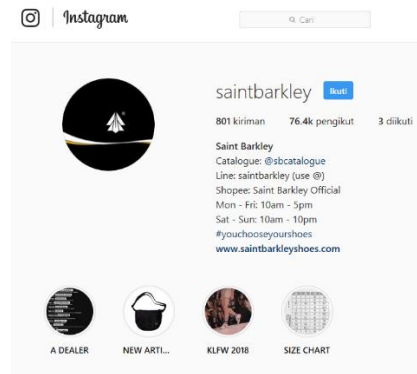 Instagram
Cari
saintbarkley Ikuti
801 kiriman 76.4k pengikut 3 diikuti
Saint Barkley
Catalogue: @sbcatalogue
Line: saintbarkley (use @)
Shopee: Saint Barkley Official
Mon - Fri: 10am - 5pm
Sat - Sun: 10am - 10pm
#youchooseyourshoes
www.saintbarkleyshoes.com
A DEALER NEW ARTI... KLFW 2018 SIZE CHART